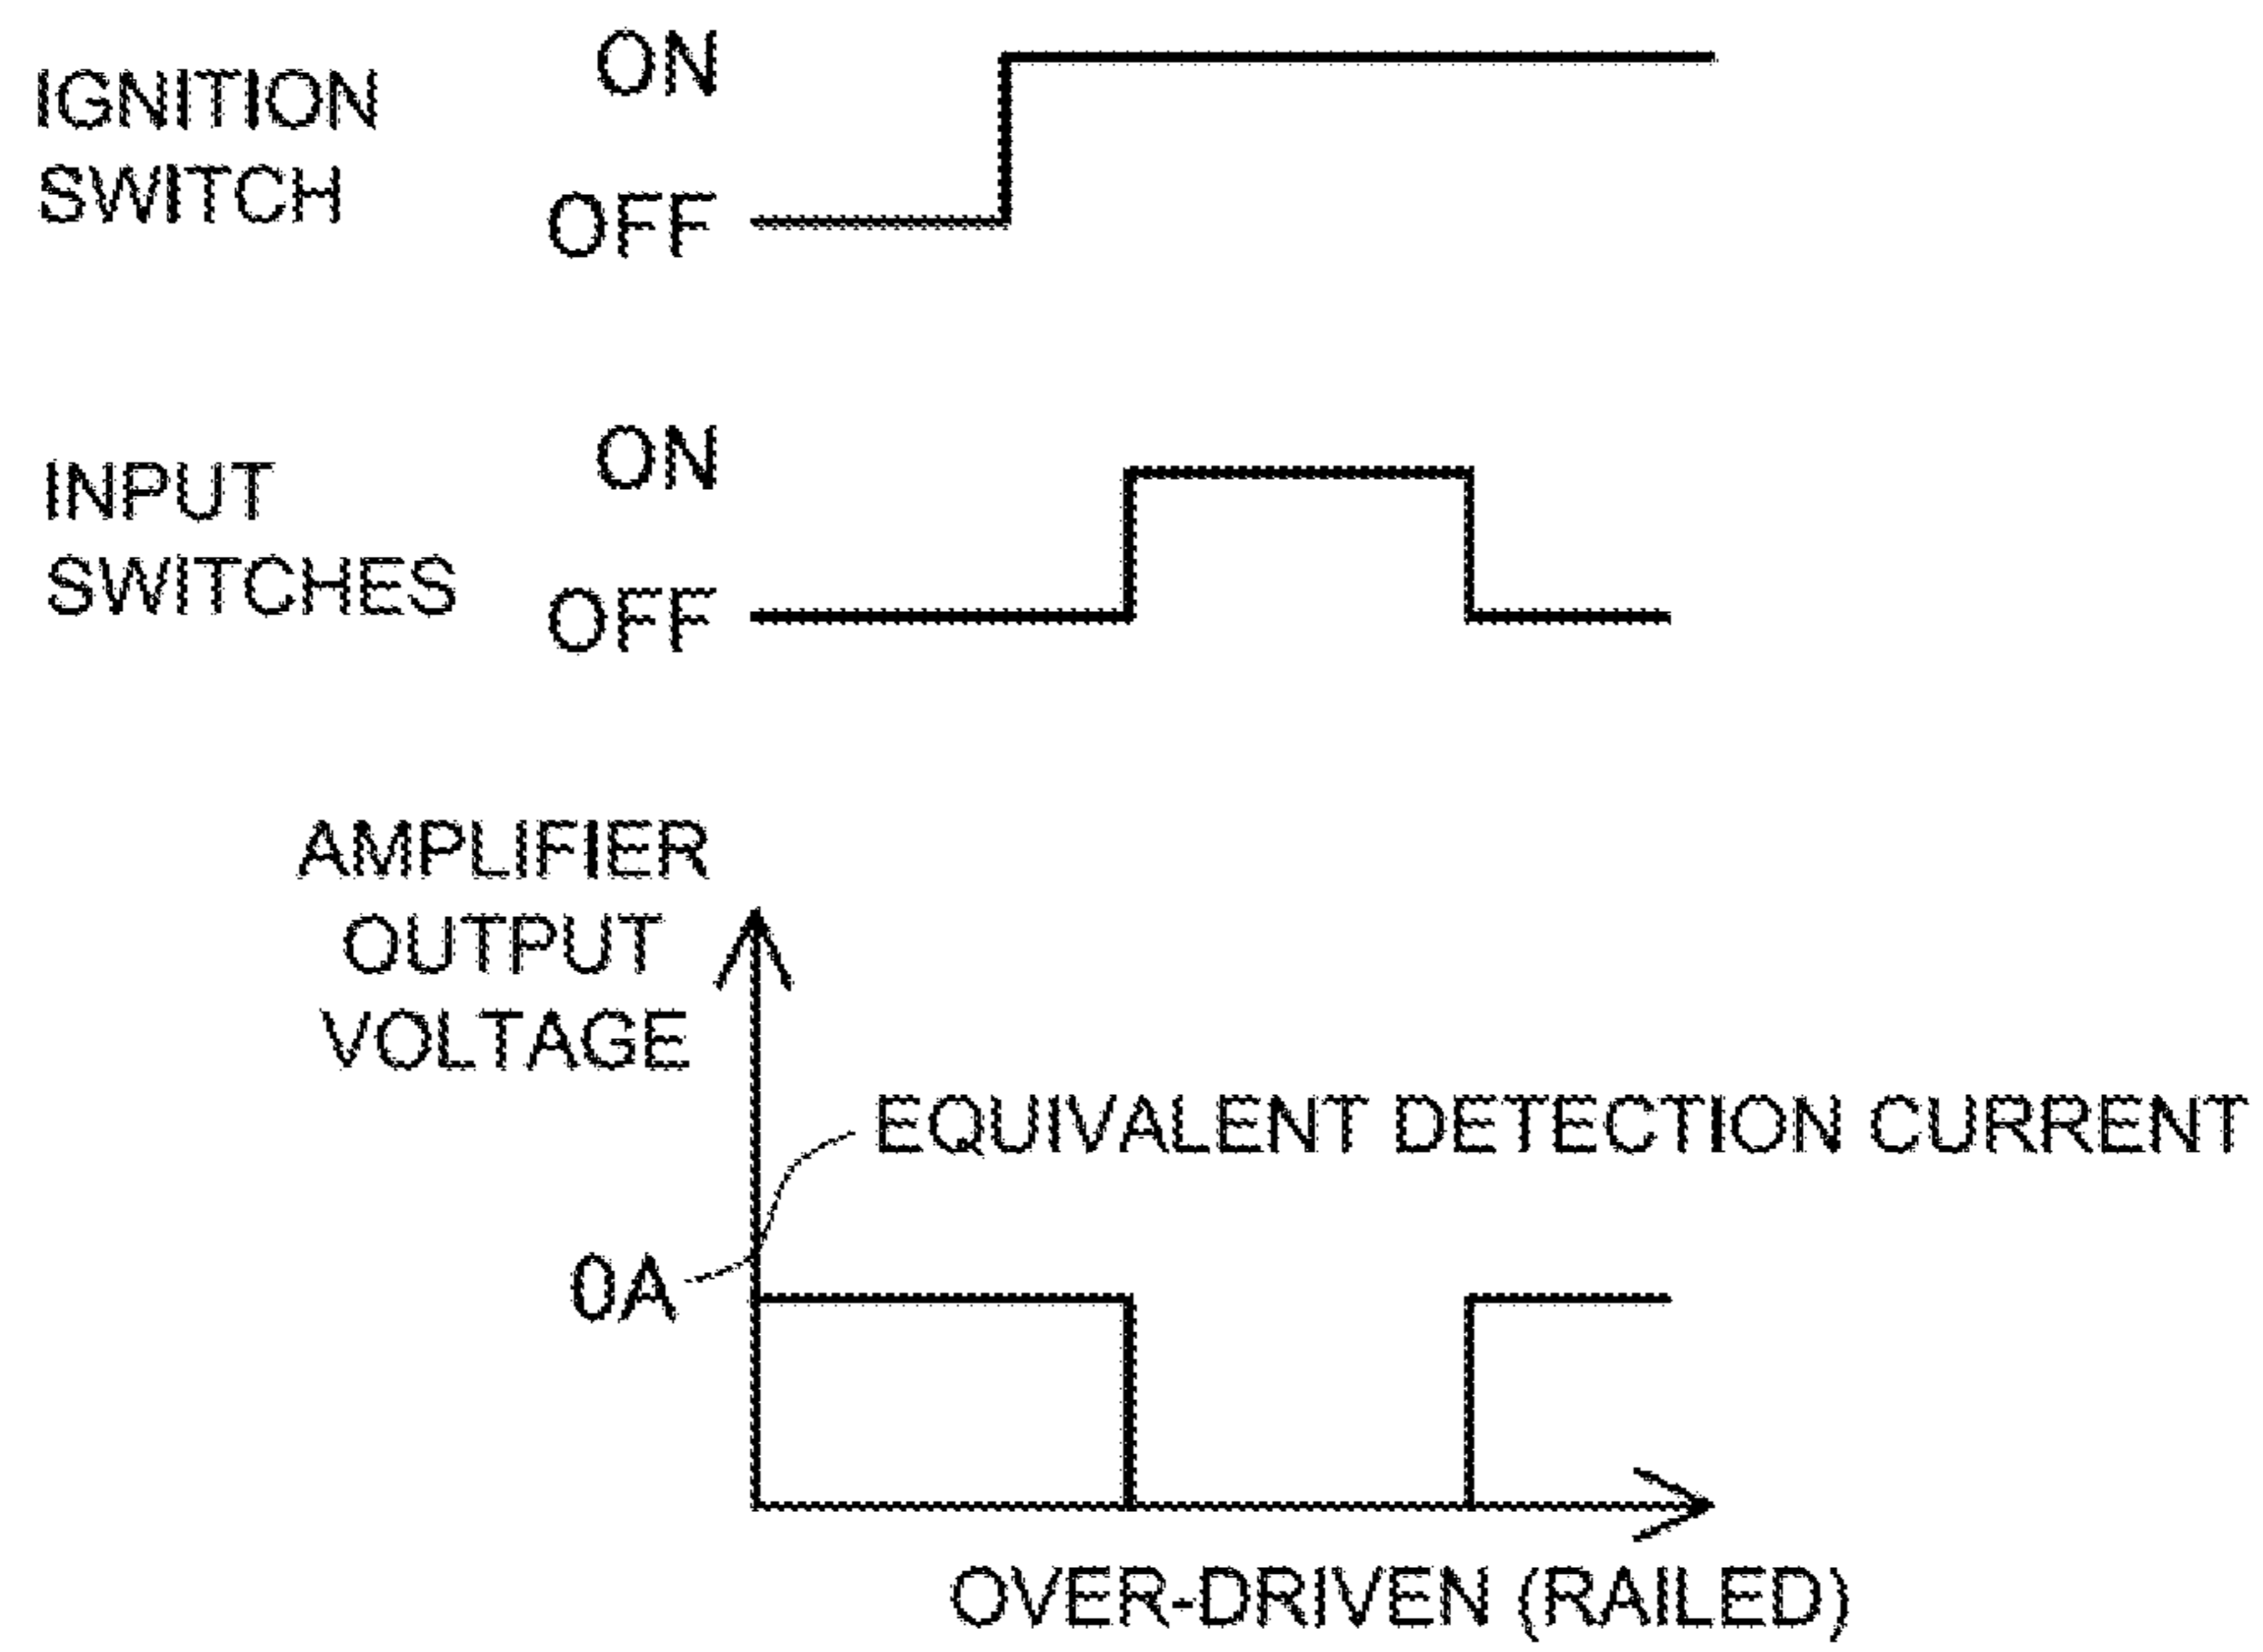 IGNITION
SWITCH
ON
OFF
INPUT
SWITCHES
ON
OFF
AMPLIFIER
OUTPUT
VOLTAGE
EQUIVALENT DETECTION CURRENT
0A
OVER-DRIVEN (RAILED)